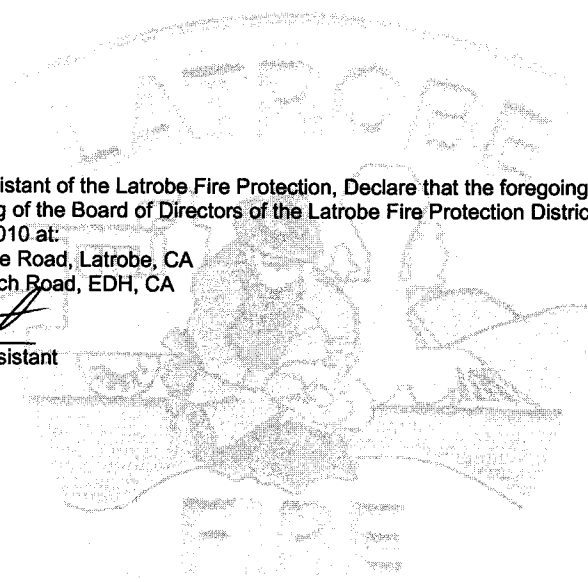 LATROBE
istant of the Latrobe Fire Protection, Declare that the foregoing
g of the Board of Directors of the Latrobe Fire Protection Distric
010 at:
e Road, Latrobe, CA
ch Road, EDH, CA
sistant
FIRE